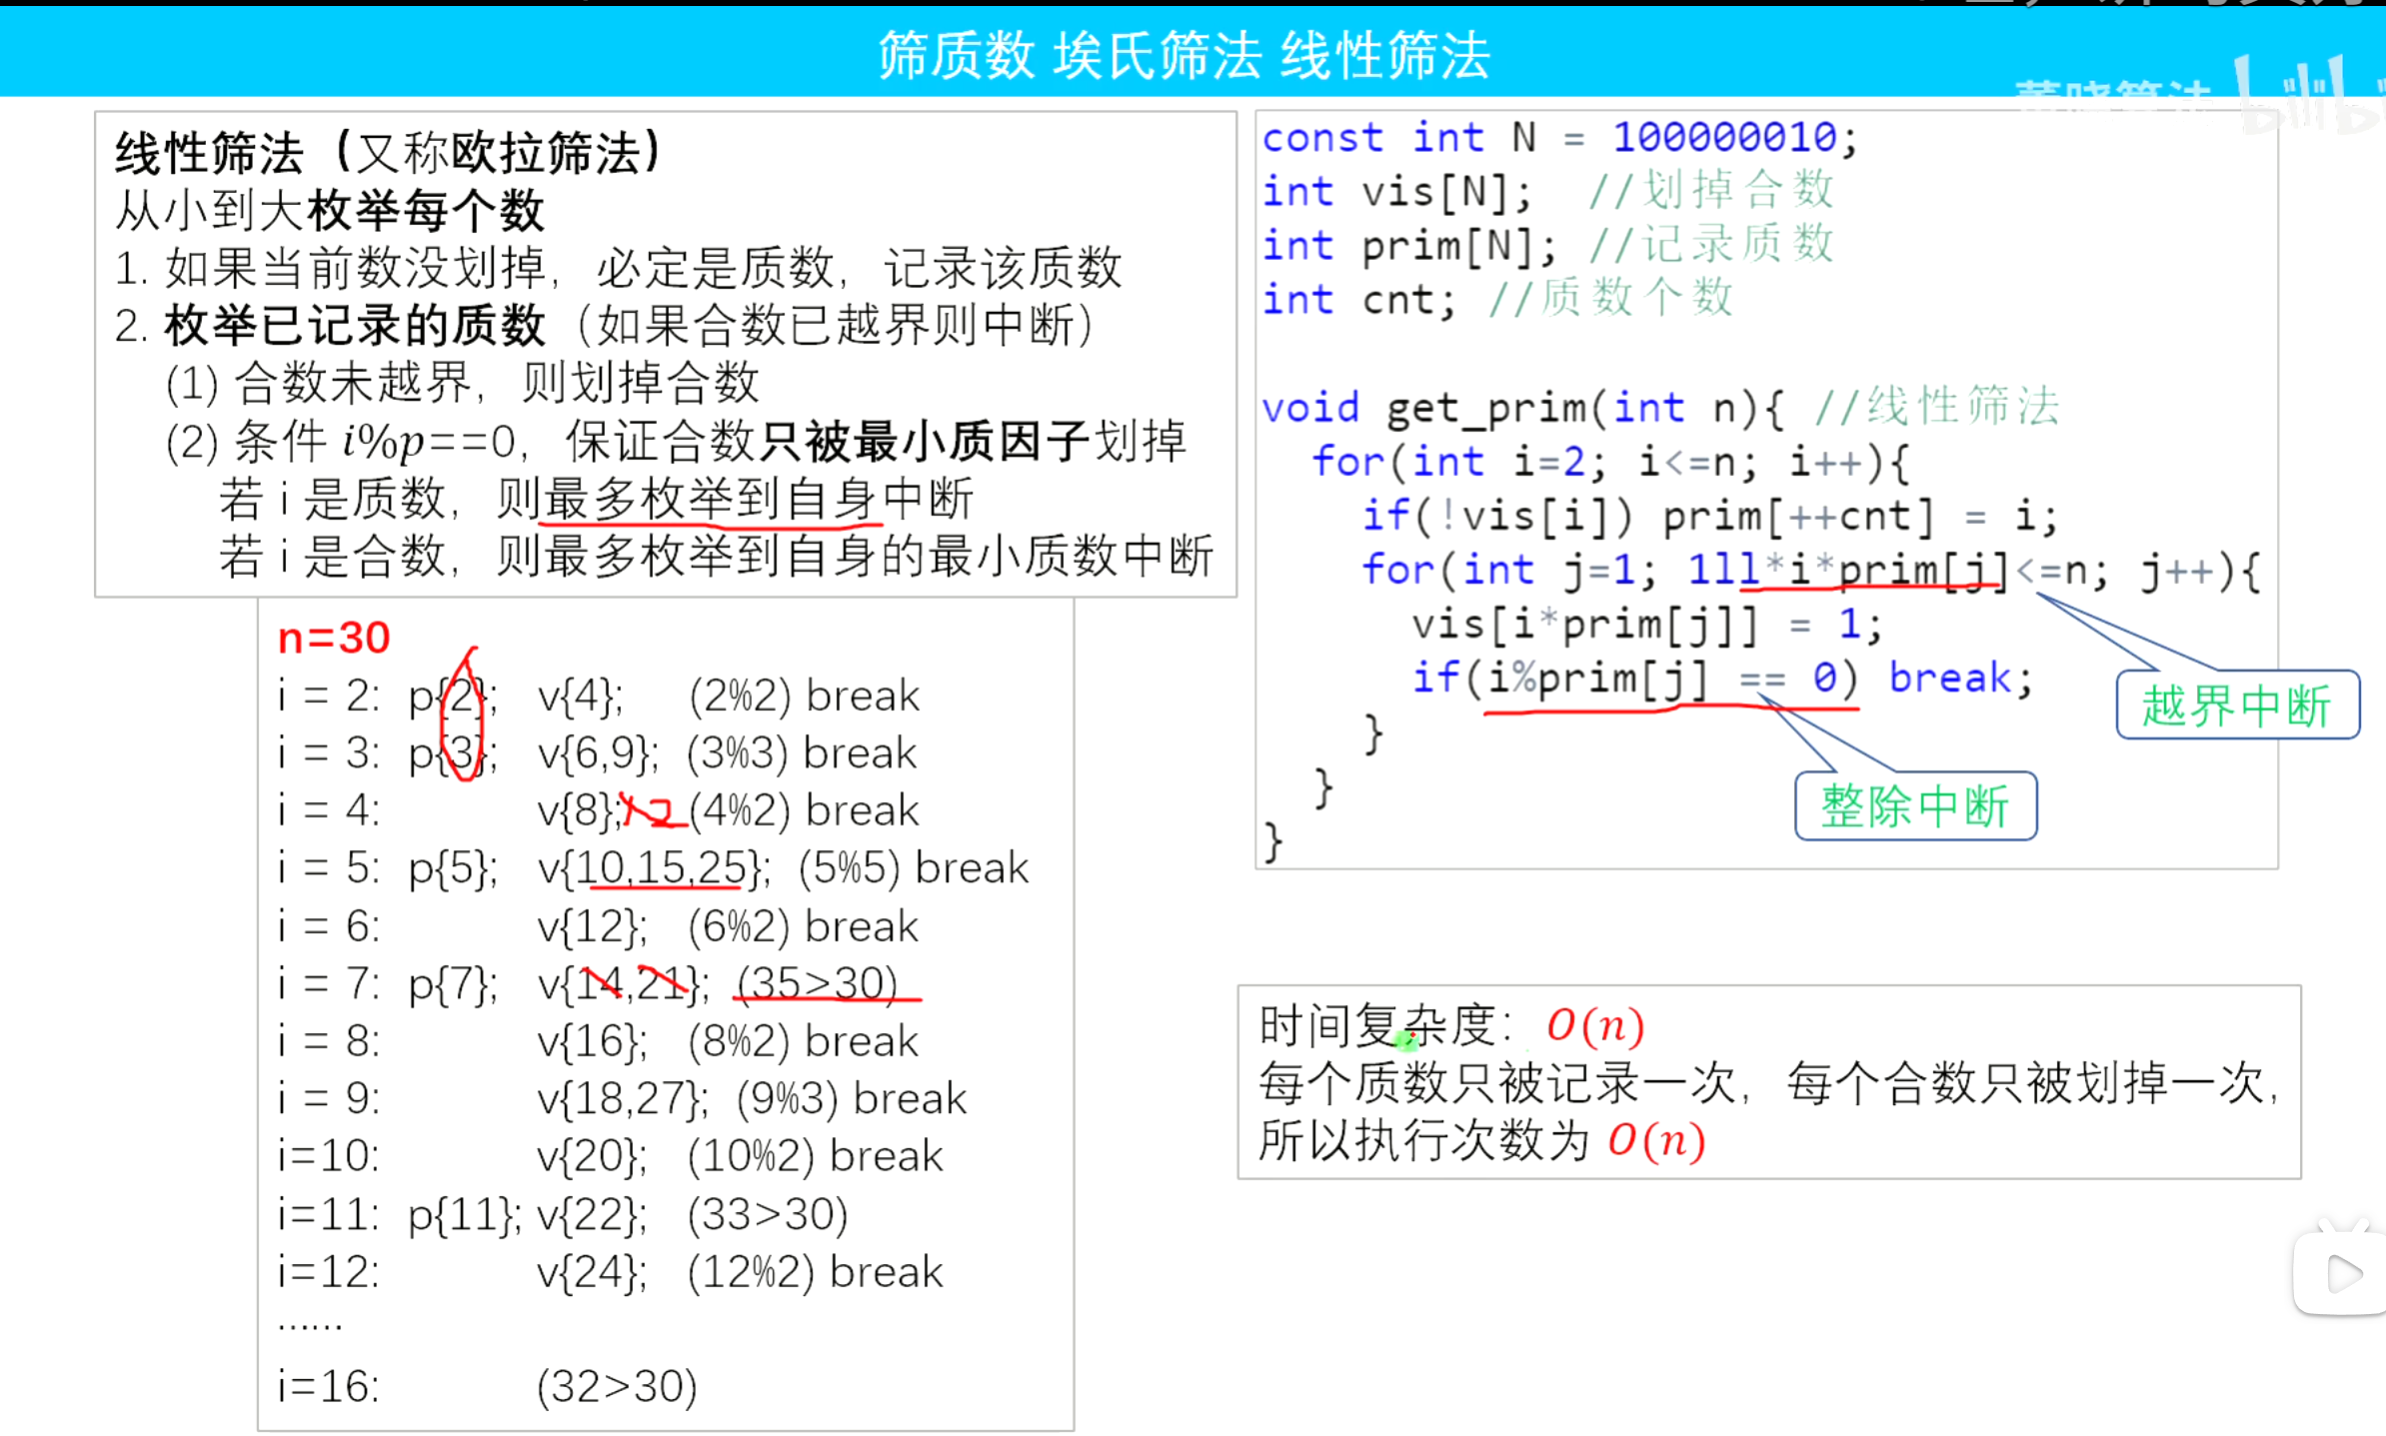 筛质数 埃氏筛法 线性筛法
董晓算法 bilibili
线性筛法（又称欧拉筛法）
从小到大枚举每个数
1. 如果当前数没划掉，必定是质数，记录该质数
2. 枚举已记录的质数（如果合数已越界则中断）
(1) 合数未越界，则划掉合数
(2) 条件 i%p==0，保证合数只被最小质因子划掉
若 i 是质数，则最多枚举到自身中断
若 i 是合数，则最多枚举到自身的最小质数中断
n=30
i = 2: p{2}; v{4}; (2%2) break
i = 3: p{3}; v{6,9}; (3%3) break
i = 4: v{8}; 12 (4%2) break
i = 5: p{5}; v{10,15,25}; (5%5) break
i = 6: v{12}; (6%2) break
i = 7: p{7}; v{14,21}; (35>30)
i = 8: v{16}; (8%2) break
i = 9: v{18,27}; (9%3) break
i=10: v{20}; (10%2) break
i=11: p{11}; v{22}; (33>30)
i=12: v{24}; (12%2) break
……
i=16: (32>30)
const int N = 100000010;
int vis[N]; //划掉合数
int prim[N]; //记录质数
int cnt; //质数个数
void get_prim(int n){ //线性筛法
for(int i=2; i<=n; i++){
if(!vis[i]) prim[++cnt] = i;
for(int j=1; 1ll*i*prim[j]<=n; j++){
vis[i*prim[j]] = 1;
if(i%prim[j] == 0) break;
}
}
}
越界中断
整除中断
时间复杂度：O(n)
每个质数只被记录一次，每个合数只被划掉一次，
所以执行次数为 O(n)